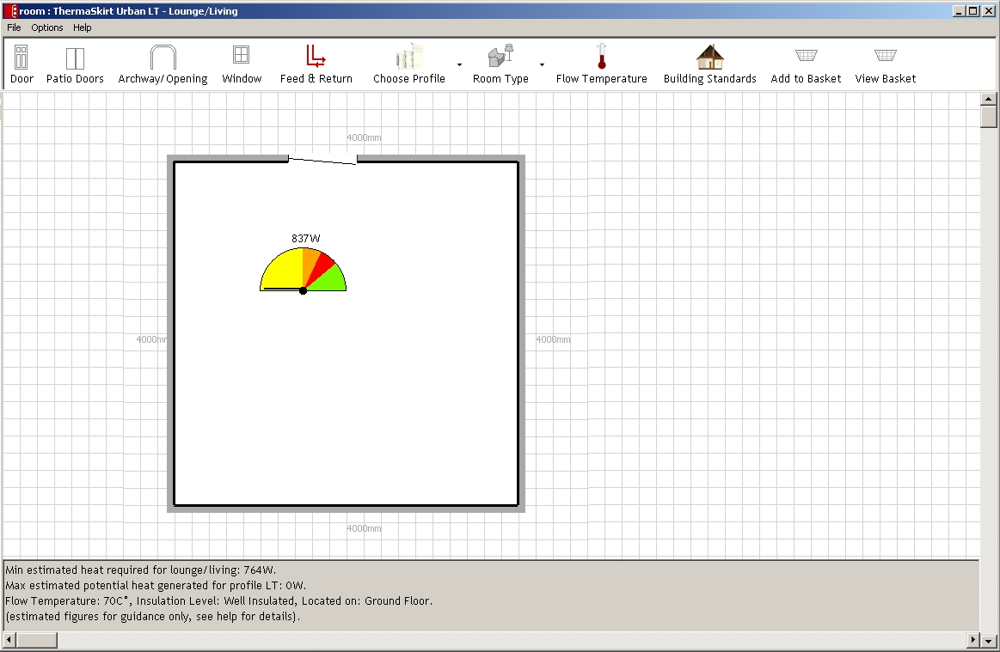 room : ThermaSkirt Urban LT - Lounge/Living
File Options Help
Door Patio Doors Archway/Opening Window Feed & Return Choose Profile Room Type Flow Temperature Building Standards Add to Basket View Basket
4000mm
837W
4000mm 4000mm
4000mm
Min estimated heat required for lounge/living: 764W.
Max estimated potential heat generated for profile LT: 0W.
Flow Temperature: 70C°, Insulation Level: Well Insulated, Located on: Ground Floor.
(estimated figures for guidance only, see help for details).